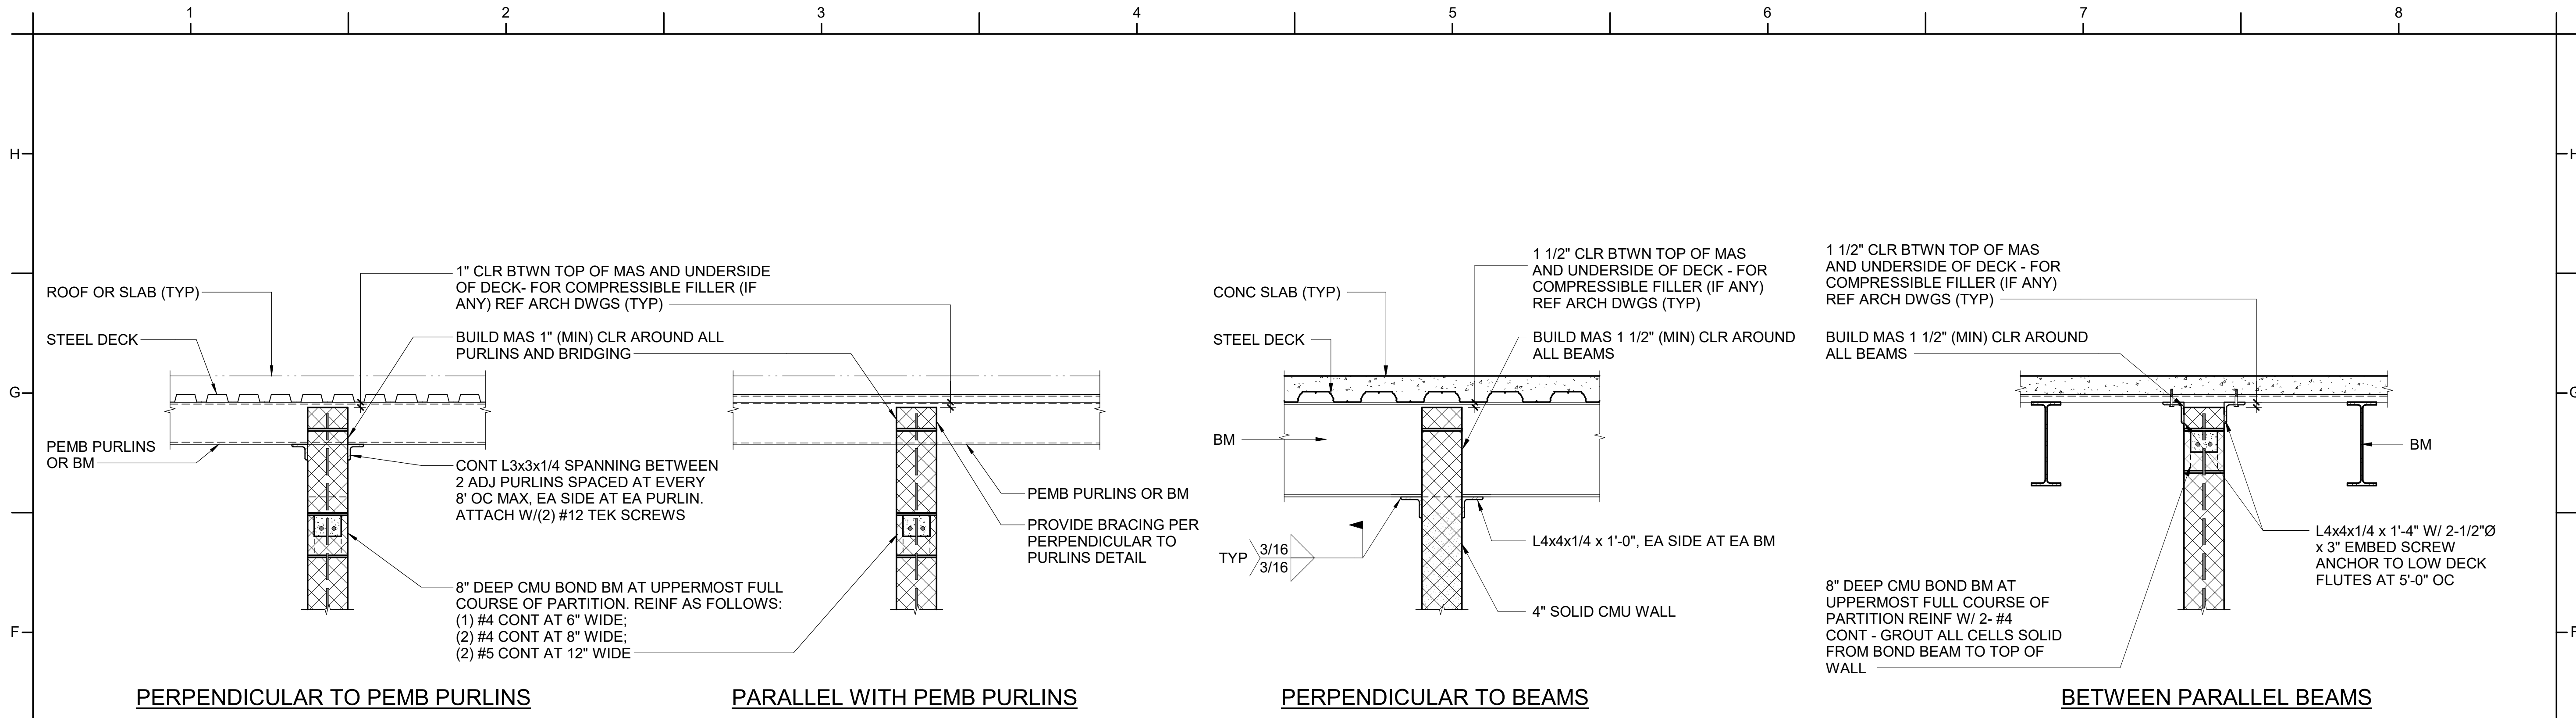 1 2 3 4 5 6 7 8
H H
G G
F F
ROOF OR SLAB (TYP)
STEEL DECK
PEMB PURLINS
OR BM
1" CLR BTWN TOP OF MAS AND UNDERSIDE
OF DECK- FOR COMPRESSIBLE FILLER (IF
ANY) REF ARCH DWGS (TYP)
BUILD MAS 1" (MIN) CLR AROUND ALL
PURLINS AND BRIDGING
CONT L3x3x1/4 SPANNING BETWEEN
2 ADJ PURLINS SPACED AT EVERY
8' OC MAX, EA SIDE AT EA PURLIN.
ATTACH W/(2) #12 TEK SCREWS
8" DEEP CMU BOND BM AT UPPERMOST FULL
COURSE OF PARTITION. REINF AS FOLLOWS:
(1) #4 CONT AT 6" WIDE;
(2) #4 CONT AT 8" WIDE;
(2) #5 CONT AT 12" WIDE
PERPENDICULAR TO PEMB PURLINS
PEMB PURLINS OR BM
PROVIDE BRACING PER
PERPENDICULAR TO
PURLINS DETAIL
PARALLEL WITH PEMB PURLINS
CONC SLAB (TYP)
STEEL DECK
BM
TYP
3/16
3/16
1 1/2" CLR BTWN TOP OF MAS
AND UNDERSIDE OF DECK - FOR
COMPRESSIBLE FILLER (IF ANY)
REF ARCH DWGS (TYP)
BUILD MAS 1 1/2" (MIN) CLR AROUND
ALL BEAMS
L4x4x1/4 x 1'-0", EA SIDE AT EA BM
4" SOLID CMU WALL
PERPENDICULAR TO BEAMS
1 1/2" CLR BTWN TOP OF MAS
AND UNDERSIDE OF DECK - FOR
COMPRESSIBLE FILLER (IF ANY)
REF ARCH DWGS (TYP)
BUILD MAS 1 1/2" (MIN) CLR AROUND
ALL BEAMS
8" DEEP CMU BOND BM AT
UPPERMOST FULL COURSE OF
PARTITION REINF W/ 2- #4
CONT - GROUT ALL CELLS SOLID
FROM BOND BEAM TO TOP OF
WALL
BM
L4x4x1/4 x 1'-4" W/ 2-1/2"Ø
x 3" EMBED SCREW
ANCHOR TO LOW DECK
FLUTES AT 5'-0" OC
BETWEEN PARALLEL BEAMS